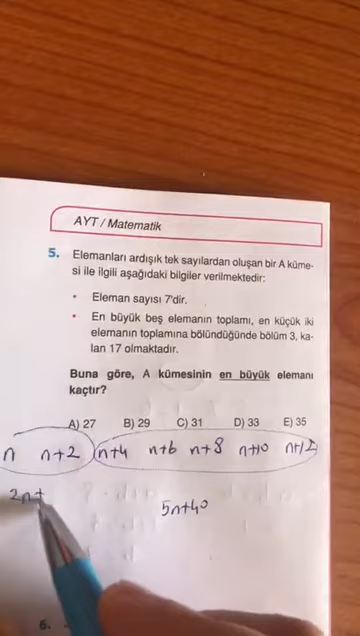 AYT / Matematik
5. Elemanları ardışık tek sayılardan oluşan bir A küme-
si ile ilgili aşağıdaki bilgiler verilmektedir:
• Eleman sayısı 7'dir.
• En büyük beş elemanın toplamı, en küçük iki
elemanın toplamına bölündüğünde bölüm 3, ka-
lan 17 olmaktadır.
Buna göre, A kümesinin en büyük elemanı
kaçtır?
A) 27 B) 29 C) 31 D) 33 E) 35
n n+2 n+4 n+6 n+8 n+10 n+12
2n+
5n+40
6.